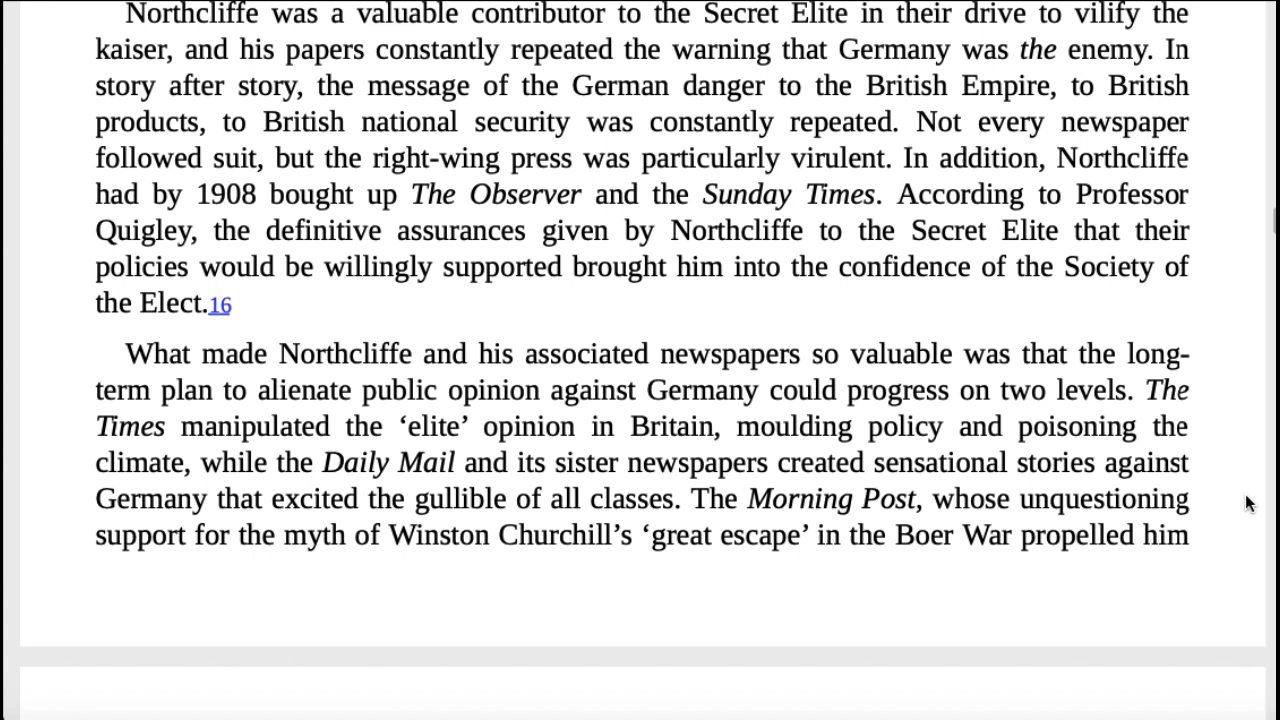 Northcliffe was a valuable contributor to the Secret Elite in their drive to vilify the
kaiser, and his papers constantly repeated the warning that Germany was the enemy. In
story after story, the message of the German danger to the British Empire, to British
products, to British national security was constantly repeated. Not every newspaper
followed suit, but the right-wing press was particularly virulent. In addition, Northcliffe
had by 1908 bought up The Observer and the Sunday Times. According to Professor
Quigley, the definitive assurances given by Northcliffe to the Secret Elite that their
policies would be willingly supported brought him into the confidence of the Society of
the Elect.16
What made Northcliffe and his associated newspapers so valuable was that the long-
term plan to alienate public opinion against Germany could progress on two levels. The
Times manipulated the ‘elite’ opinion in Britain, moulding policy and poisoning the
climate, while the Daily Mail and its sister newspapers created sensational stories against
Germany that excited the gullible of all classes. The Morning Post, whose unquestioning
support for the myth of Winston Churchill’s ‘great escape’ in the Boer War propelled him